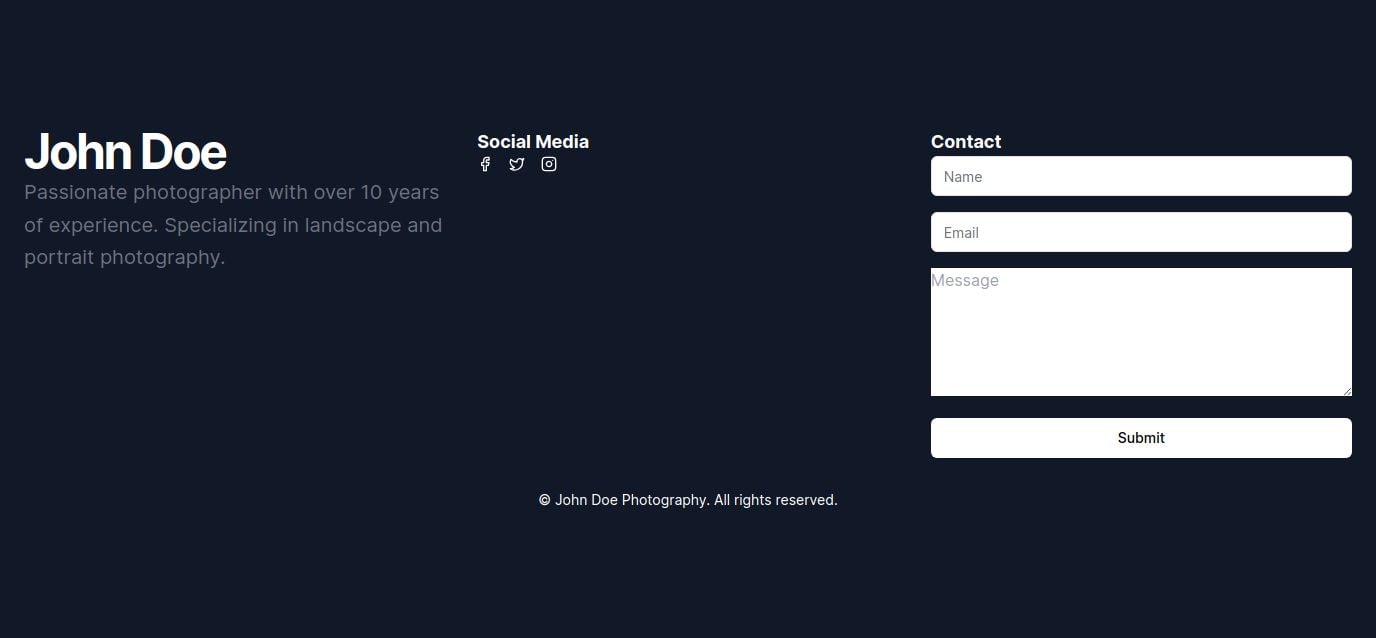 John Doe
Passionate photographer with over 10 years
of experience. Specializing in landscape and
portrait photography.
Social Media
Contact
Name
Email
Message
Submit
© John Doe Photography. All rights reserved.